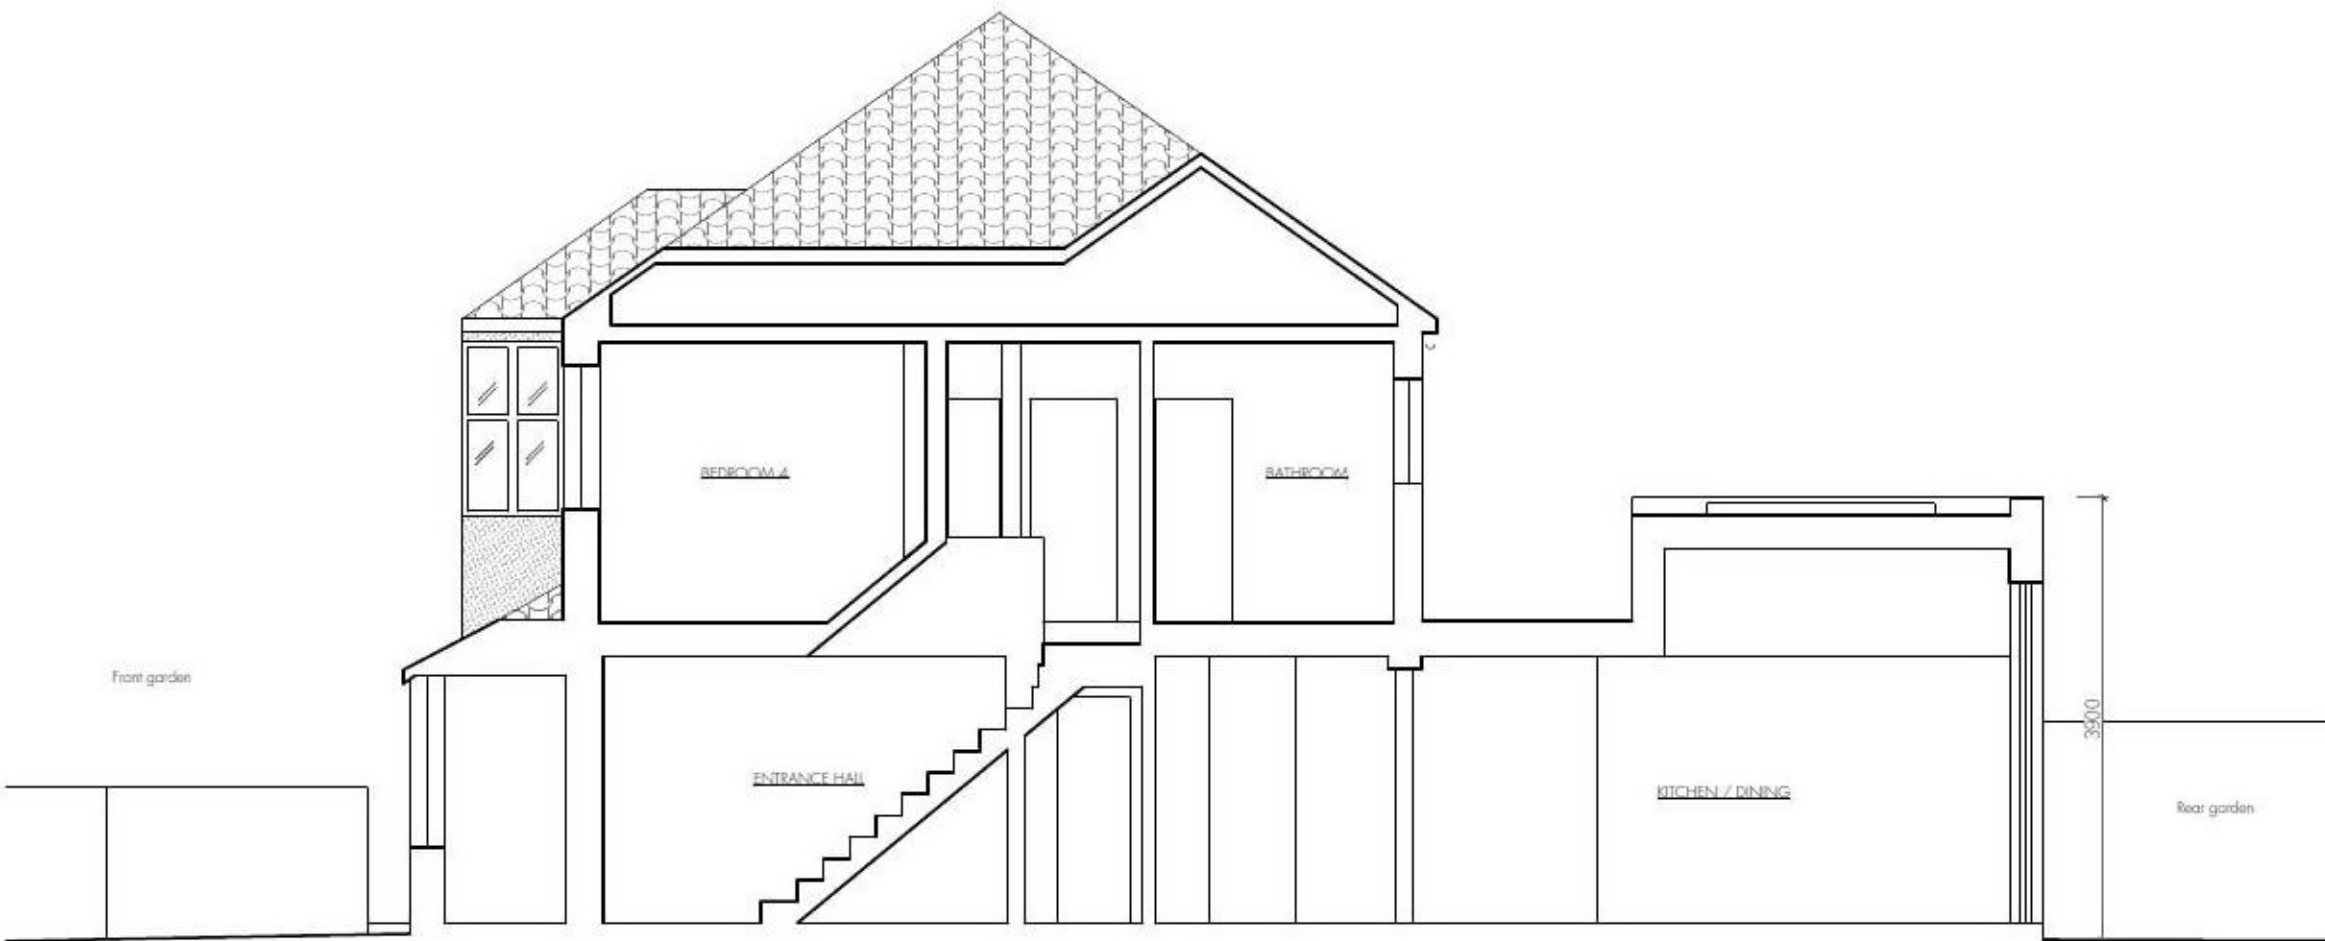 BEDROOM 4
BATHROOM
Front garden
3900
ENTRANCE HALL
KITCHEN / DINING
Rear garden